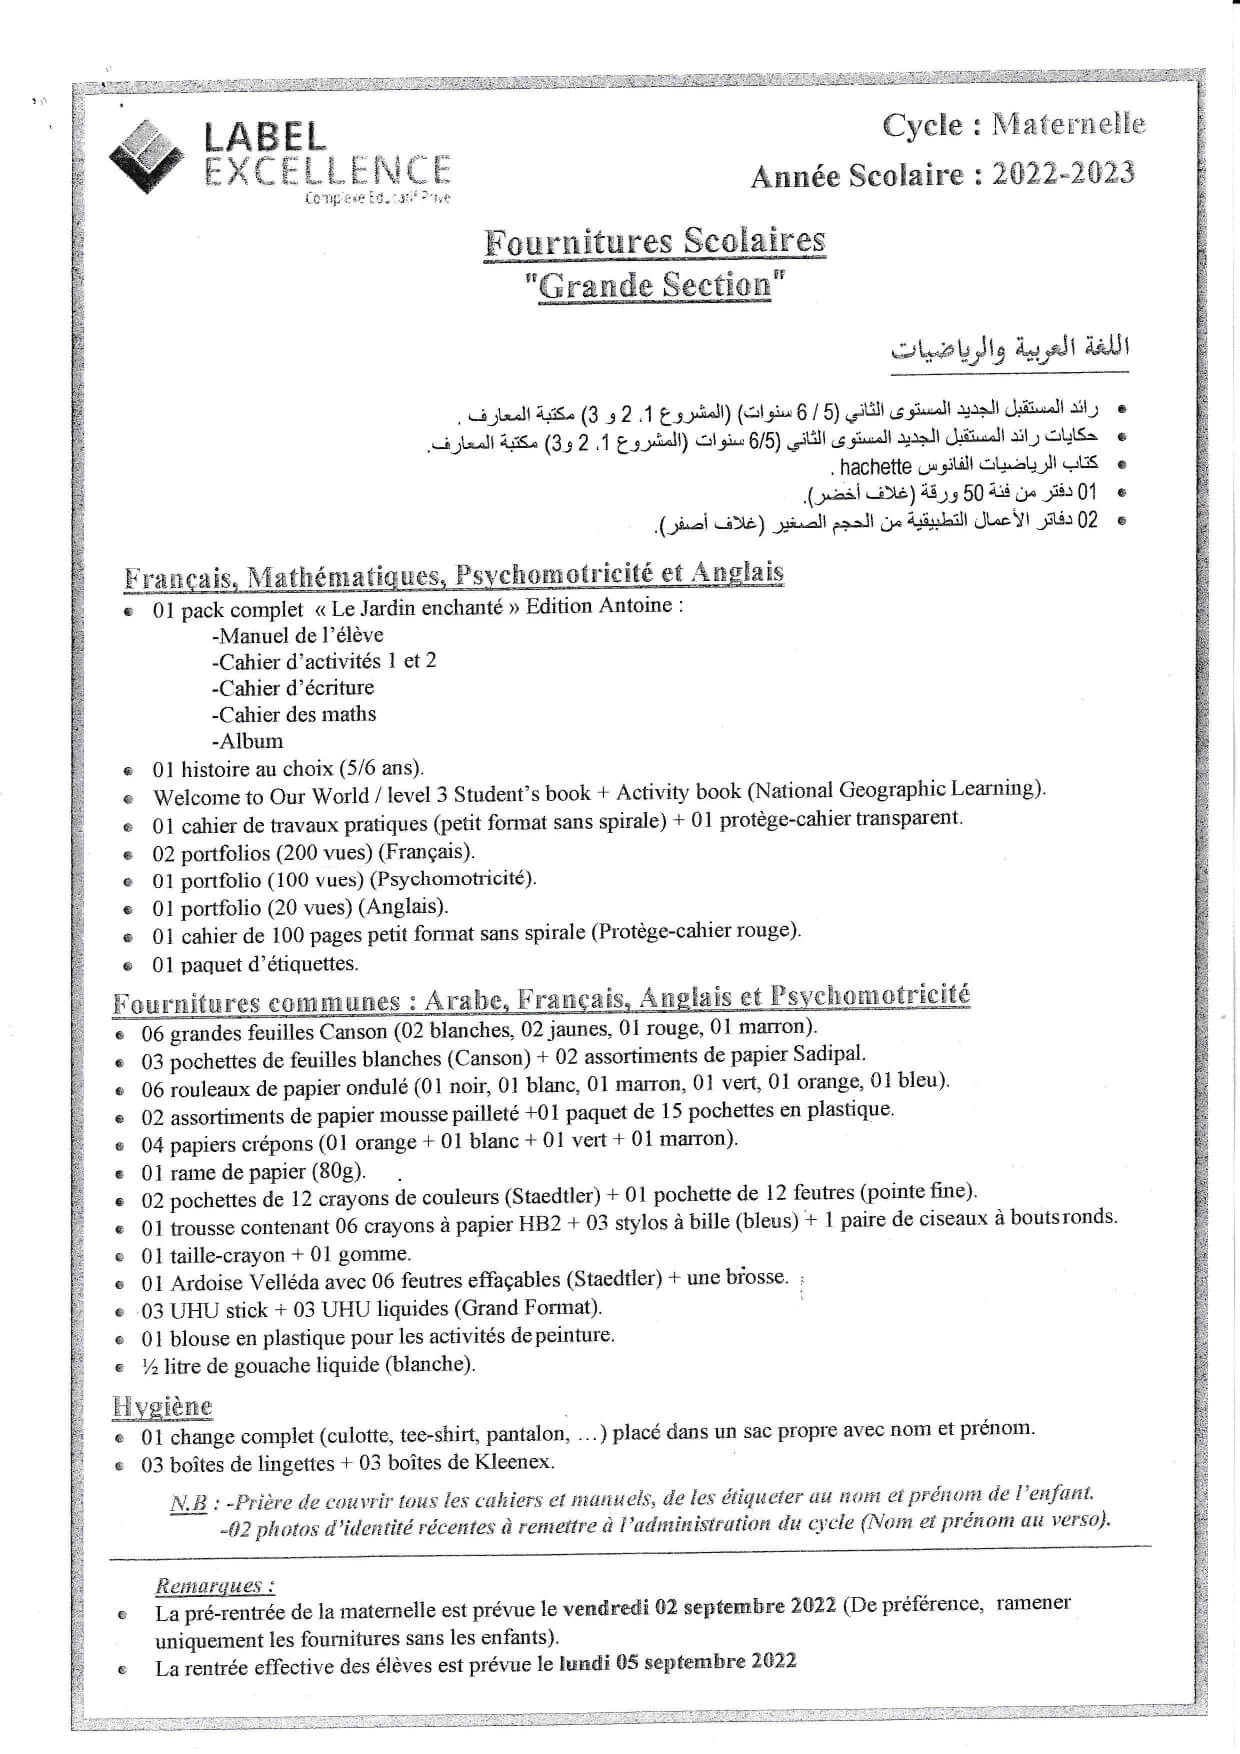 LABEL
EXCELLENCE
Complexe Educatif Privé
Cycle : Maternelle
Année Scolaire : 2022-2023
Fournitures Scolaires
"Grande Section"
اللغة العربية والرياضيات
• رائد المستقبل الجديد المستوى الثاني (5 / 6 سنوات) (المشروع 1، 2 و 3) مكتبة المعارف .
• حكايات رائد المستقبل الجديد المستوى الثاني (6/5 سنوات (المشروع 1، 2 و3) مكتبة المعارف.
• كتاب الرياضيات الفانوس hachette .
• 01 دفتر من فئة 50 ورقة (غلاف أخضر).
• 02 دفاتر الأعمال التطبيقية من الحجم الصغير (غلاف أصفر).
Français, Mathématiques, Psychomotricité et Anglais
• 01 pack complet « Le Jardin enchanté » Edition Antoine :
-Manuel de l'élève
-Cahier d'activités 1 et 2
-Cahier d'écriture
-Cahier des maths
-Album
• 01 histoire au choix (5/6 ans).
• Welcome to Our World / level 3 Student's book + Activity book (National Geographic Learning).
• 01 cahier de travaux pratiques (petit format sans spirale) + 01 protège-cahier transparent.
• 02 portfolios (200 vues) (Français).
• 01 portfolio (100 vues) (Psychomotricité).
• 01 portfolio (20 vues) (Anglais).
• 01 cahier de 100 pages petit format sans spirale (Protège-cahier rouge).
• 01 paquet d'étiquettes.
Fournitures communes : Arabe, Français, Anglais et Psychomotricité
• 06 grandes feuilles Canson (02 blanches, 02 jaunes, 01 rouge, 01 marron).
• 03 pochettes de feuilles blanches (Canson) + 02 assortiments de papier Sadipal.
• 06 rouleaux de papier ondulé (01 noir, 01 blanc, 01 marron, 01 vert, 01 orange, 01 bleu).
• 02 assortiments de papier mousse pailleté +01 paquet de 15 pochettes en plastique.
• 04 papiers crépons (01 orange + 01 blanc + 01 vert + 01 marron).
• 01 rame de papier (80g).
• 02 pochettes de 12 crayons de couleurs (Staedtler) + 01 pochette de 12 feutres (pointe fine).
• 01 trousse contenant 06 crayons à papier HB2 + 03 stylos à bille (bleus) + 1 paire de ciseaux à bouts ronds.
• 01 taille-crayon + 01 gomme.
• 01 Ardoise Velléda avec 06 feutres effaçables (Staedtler) + une brosse.
• 03 UHU stick + 03 UHU liquides (Grand Format).
• 01 blouse en plastique pour les activités de peinture.
• ½ litre de gouache liquide (blanche).
Hygiène
• 01 change complet (culotte, tee-shirt, pantalon, …) placé dans un sac propre avec nom et prénom.
• 03 boîtes de lingettes + 03 boîtes de Kleenex.
N.B : -Prière de couvrir tous les cahiers et manuels, de les étiqueter au nom et prénom de l'enfant.
-02 photos d'identité récentes à remettre à l'administration du cycle (Nom et prénom au verso).
Remarques :
• La pré-rentrée de la maternelle est prévue le vendredi 02 septembre 2022 (De préférence, ramener
uniquement les fournitures sans les enfants).
• La rentrée effective des élèves est prévue le lundi 05 septembre 2022